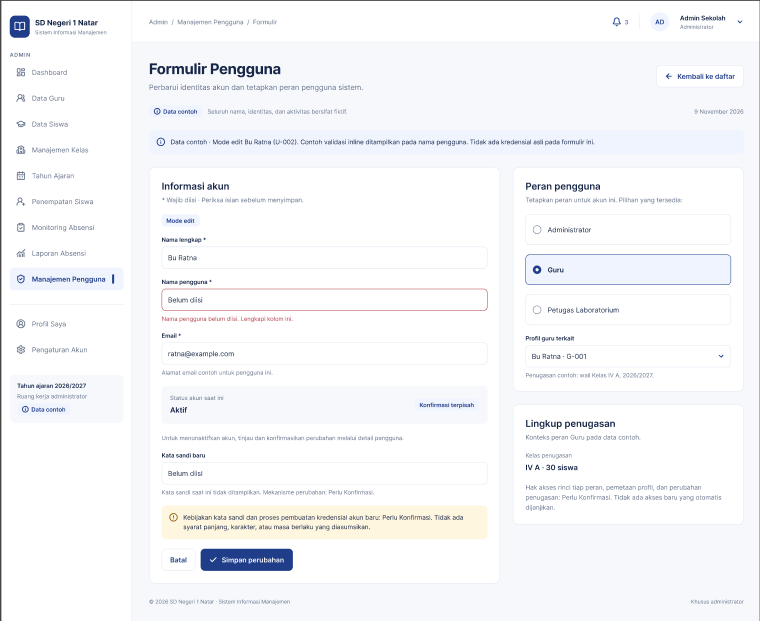 SD Negeri 1 Natar
Sistem Informasi Manajemen
ADMIN
Dashboard
Data Guru
Data Siswa
Manajemen Kelas
Tahun Ajaran
Penempatan Siswa
Monitoring Absensi
Laporan Absensi
Manajemen Pengguna
Profil Saya
Pengaturan Akun
Tahun ajaran 2026/2027
Ruang kerja administrator
Data contoh
Admin / Manajemen Pengguna / Formulir
3
AD
Admin Sekolah
Administrator
Formulir Pengguna
Perbarui identitas akun dan tetapkan peran pengguna sistem.
Kembali ke daftar
Data contoh
Seluruh nama, identitas, dan aktivitas bersifat fiktif.
9 November 2026
Data contoh · Mode edit Bu Ratna (U-002). Contoh validasi inline ditampilkan pada nama pengguna. Tidak ada kredensial asli pada formulir ini.
Informasi akun
* Wajib diisi · Periksa isian sebelum menyimpan.
Mode edit
Nama lengkap *
Bu Ratna
Nama pengguna *
Belum diisi
Nama pengguna belum diisi. Lengkapi kolom ini.
Email *
ratna@example.com
Alamat email contoh untuk pengguna ini.
Status akun saat ini
Aktif
Konfirmasi terpisah
Untuk menonaktifkan akun, tinjau dan konfirmasikan perubahan melalui detail pengguna.
Kata sandi baru
Belum diisi
Kata sandi saat ini tidak ditampilkan. Mekanisme perubahan: Perlu Konfirmasi.
Kebijakan kata sandi dan proses pembuatan kredensial akun baru: Perlu Konfirmasi. Tidak ada
syarat panjang, karakter, atau masa berlaku yang diasumsikan.
Batal
Simpan perubahan
Peran pengguna
Tetapkan peran untuk akun ini. Pilihan yang tersedia:
Administrator
Guru
Petugas Laboratorium
Profil guru terkait
Bu Ratna · G-001
Penugasan contoh: wali Kelas IV A, 2026/2027.
Lingkup penugasan
Konteks peran Guru pada data contoh.
Kelas penugasan
IV A · 30 siswa
Hak akses rinci tiap peran, pemetaan profil, dan perubahan
penugasan: Perlu Konfirmasi. Tidak ada akses baru yang otomatis
diberikan.
© 2026 SD Negeri 1 Natar · Sistem Informasi Manajemen
Khusus administrator